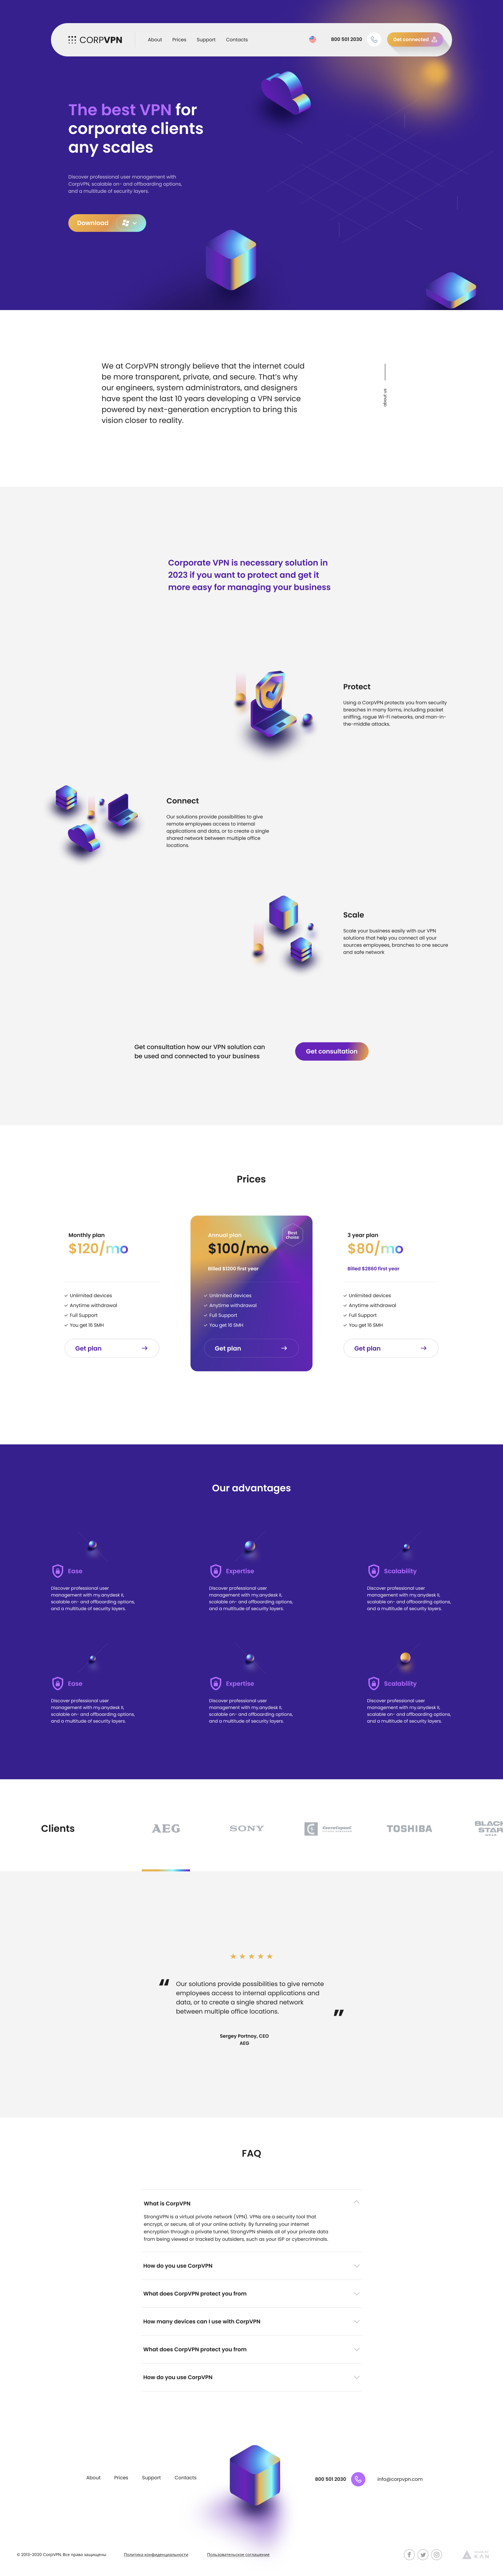 CORPVPN
About Prices Support Contacts
800 501 2030
Get connected
The best VPN for
corporate clients
any scales
Discover professional user management with
CorpVPN, scalable on- and offboarding options,
and a multitude of security layers.
Download
We at CorpVPN strongly believe that the internet could
be more transparent, private, and secure. That's why
our engineers, system administrators, and designers
have spent the last 10 years developing a VPN service
powered by next-generation encryption to bring this
vision closer to reality.
about us
Corporate VPN is necessary solution in
2023 if you want to protect and get it
more easy for managing your business
Protect
Using a CorpVPN protects you from security
breaches in many forms, including packet
sniffing, rogue Wi-Fi networks, and man-in-
the-middle attacks.
Connect
Our solutions provide possibilities to give
remote employees access to internal
applications and data, or to create a single
shared network between multiple office
locations.
Scale
Scale your business easily with our VPN
solutions that help you connect all your
sources employees, branches to one secure
and safe network
Get consultation how our VPN solution can
be used and connected to your business
Get consultation
Prices
Monthly plan
$120/mo
Unlimited devices
Anytime withdrawal
Full Support
You get 15 SMH
Get plan
Annual plan
Best
choise
$100/mo
Billed $1200 first year
Unlimited devices
Anytime withdrawal
Full Support
You get 15 SMH
Get plan
3 year plan
$80/mo
Billed $2860 first year
Unlimited devices
Anytime withdrawal
Full Support
You get 15 SMH
Get plan
Our advantages
Ease
Discover professional user
management with my.anydesk II,
scalable on- and offboarding options,
and a multitude of security layers.
Expertise
Discover professional user
management with my.anydesk II,
scalable on- and offboarding options,
and a multitude of security layers.
Scalability
Discover professional user
management with my.anydesk II,
scalable on- and offboarding options,
and a multitude of security layers.
Ease
Discover professional user
management with my.anydesk II,
scalable on- and offboarding options,
and a multitude of security layers.
Expertise
Discover professional user
management with my.anydesk II,
scalable on- and offboarding options,
and a multitude of security layers.
Scalability
Discover professional user
management with my.anydesk II,
scalable on- and offboarding options,
and a multitude of security layers.
Clients
AEG
SONY
TOSHIBA
BLACK
STAR
WEAR
“ Our solutions provide possibilities to give remote
employees access to internal applications and
data, or to create a single shared network
between multiple office locations. ”
Sergey Portnoy, CEO
AEG
FAQ
What is CorpVPN
StrongVPN is a virtual private network (VPN). VPNs are a security tool that
encrypt, or secure, all of your online activity. By funneling your internet
encryption through a private tunnel, StrongVPN shields all of your private data
from being viewed or tracked by outsiders, such as your ISP or cybercriminals.
How do you use CorpVPN
What does CorpVPN protect you from
How many devices can I use with CorpVPN
What does CorpVPN protect you from
How do you use CorpVPN
About Prices Support Contacts
800 501 2030
info@corpvpn.com
© 2013-2020 CorpVPN. Все права защищены
Политика конфиденциальности
Пользовательское соглашение